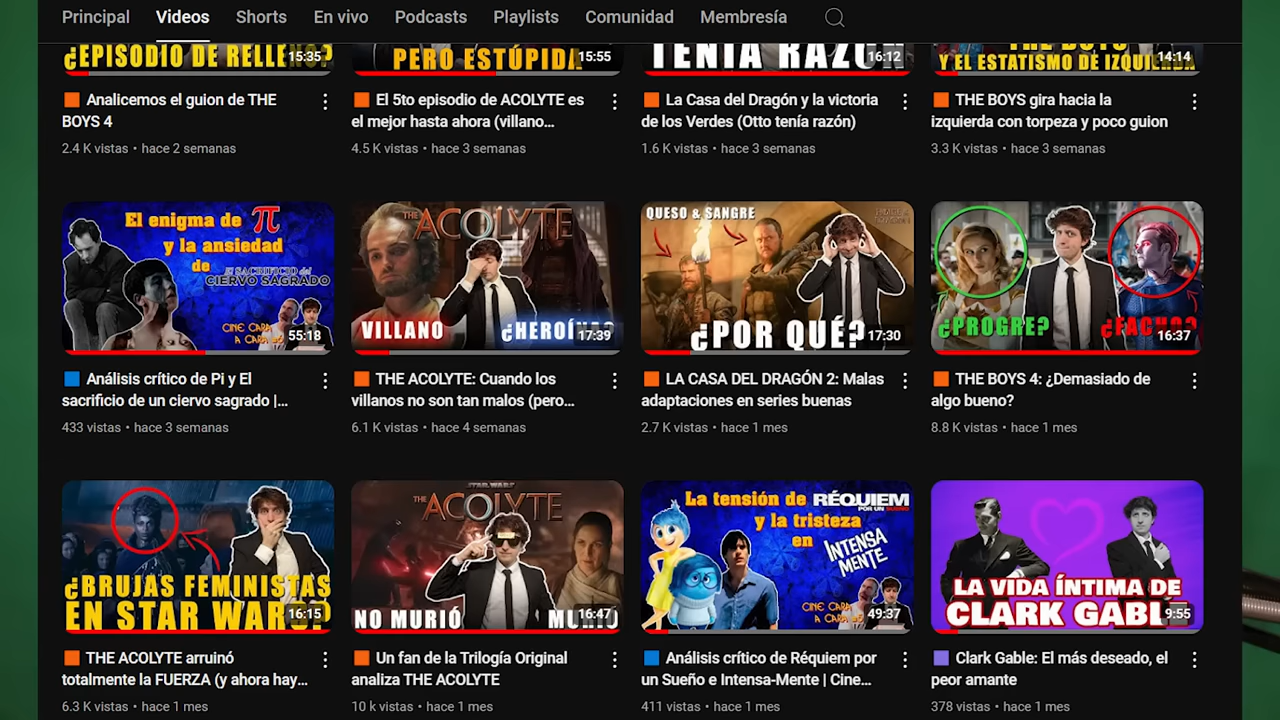 Principal Videos Shorts En vivo Podcasts Playlists Comunidad Membresía
¿EPISODIO DE RELLENO?
15:35
PERO ESTÚPIDA
15:55
TENÍA RAZÓN
16:12
THE BOYS
Y EL ESTATISMO DE IZQUIERDA
14:14
Analicemos el guion de THE
BOYS 4
2.4 K vistas • hace 2 semanas
El 5to episodio de ACOLYTE es
el mejor hasta ahora (villano...
4.5 K vistas • hace 3 semanas
La Casa del Dragón y la victoria
de los Verdes (Otto tenía razón)
1.6 K vistas • hace 3 semanas
THE BOYS gira hacia la
izquierda con torpeza y poco guion
3.3 K vistas • hace 3 semanas
El enigma de π
y la ansiedad
de
EL SACRIFICIO del
CIERVO SAGRADO
CINE CARA
A CARA
55:18
THE ACOLYTE
VILLANO
¿HEROÍNA?
17:39
QUESO & SANGRE
¿POR QUÉ?
17:30
¿PROGRE?
¿FACHO?
16:37
Análisis crítico de Pi y El
sacrificio de un ciervo sagrado |...
433 vistas • hace 3 semanas
THE ACOLYTE: Cuando los
villanos no son tan malos (pero...
6.1 K vistas • hace 4 semanas
LA CASA DEL DRAGÓN 2: Malas
adaptaciones en series buenas
2.7 K vistas • hace 1 mes
THE BOYS 4: ¿Demasiado de
algo bueno?
8.8 K vistas • hace 1 mes
¿BRUJAS FEMINISTAS
EN STAR WARS?
16:15
STAR WARS
THE ACOLYTE
NO MURIÓ
MURIÓ
16:47
La tensión de RÉQUIEM
POR UN SUEÑO
y la tristeza
en INTENSA
MENTE
CINE CARA
A CARA
49:37
LA VIDA ÍNTIMA DE
CLARK GABLE
9:55
THE ACOLYTE arruinó
totalmente la FUERZA (y ahora hay...
6.3 K vistas • hace 1 mes
Un fan de la Trilogía Original
analiza THE ACOLYTE
10 k vistas • hace 1 mes
Análisis crítico de Réquiem por
un Sueño e Intensa-Mente | Cine...
411 vistas • hace 1 mes
Clark Gable: El más deseado, el
peor amante
378 vistas • hace 1 mes